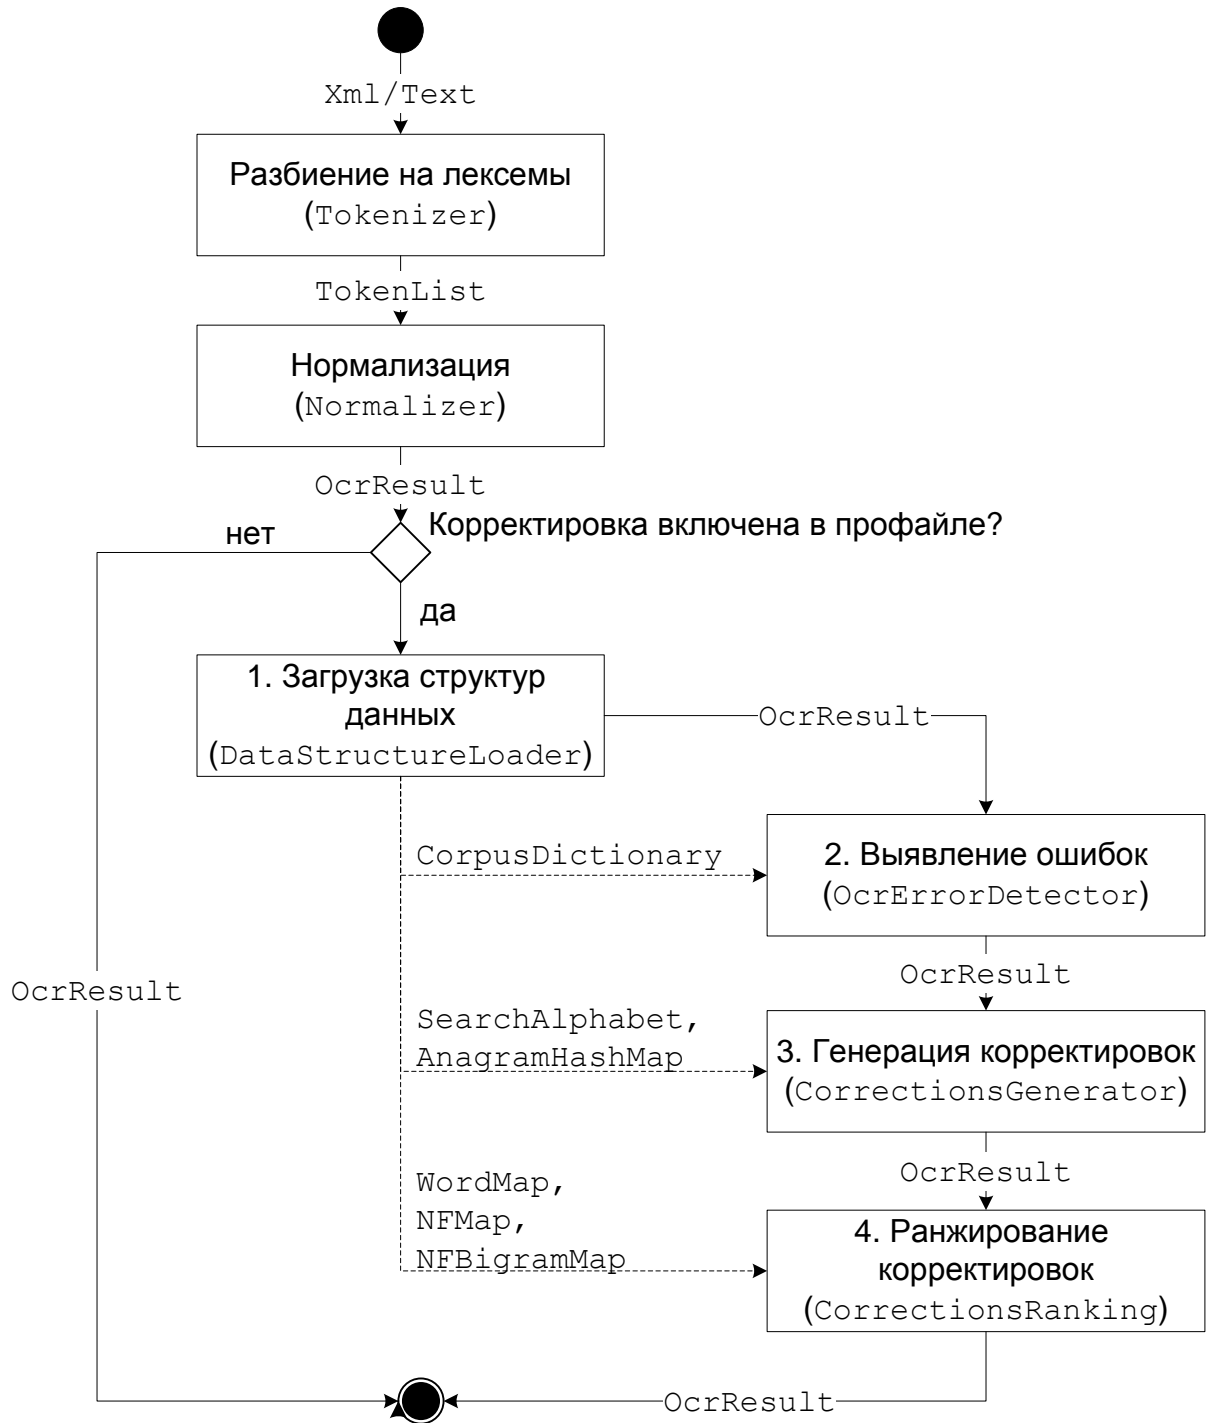 Xml/Text
Разбиение на лексемы
(Tokenizer)
TokenList
Нормализация
(Normalizer)
OcrResult
Корректировка включена в профайле?
нет
да
1. Загрузка структур
данных
(DataStructureLoader)
OcrResult
CorpusDictionary
2. Выявление ошибок
(OcrErrorDetector)
OcrResult
OcrResult
SearchAlphabet,
AnagramHashMap
3. Генерация корректировок
(CorrectionsGenerator)
OcrResult
WordMap,
NFMap,
NFBigramMap
4. Ранжирование
корректировок
(CorrectionsRanking)
OcrResult